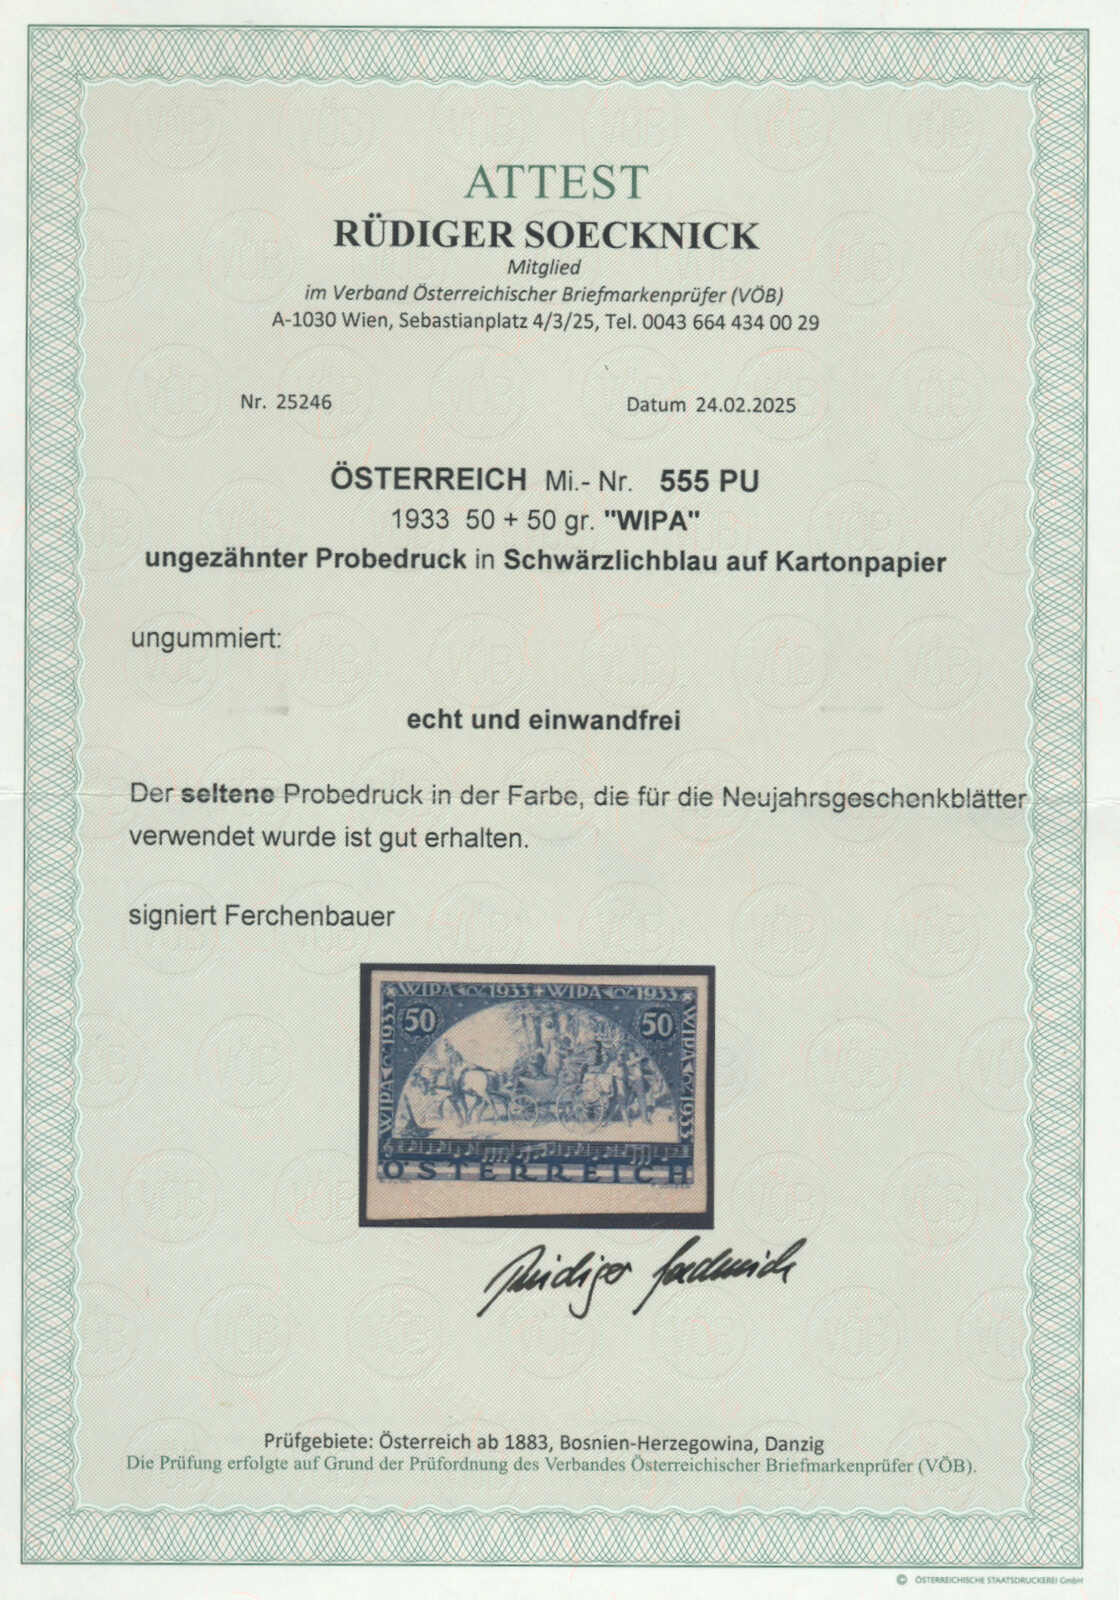 ATTEST
RÜDIGER SOECKNICK
Mitglied
im Verband Österreichischer Briefmarkenprüfer (VÖB)
A-1030 Wien, Sebastianplatz 4/3/25, Tel. 0043 664 434 00 29
Nr. 25246
Datum 24.02.2025
ÖSTERREICH Mi.- Nr. 555 PU
1933 50 + 50 gr. "WIPA"
ungezähnter Probedruck in Schwärzlichblau auf Kartonpapier
ungummiert:
echt und einwandfrei
Der seltene Probedruck in der Farbe, die für die Neujahrsgeschenkblätter
verwendet wurde ist gut erhalten.
signiert Ferchenbauer
WIPA 1933 + WIPA 1933
WIPA 1933
50
50
WIPA 1933
ÖSTERREICH
Rüdiger Soecknick
Prüfgebiete: Österreich ab 1883, Bosnien-Herzegowina, Danzig
Die Prüfung erfolgte auf Grund der Prüfordnung des Verbandes Österreichischer Briefmarkenprüfer (VÖB).
© ÖSTERREICHISCHE STAATSDRUCKEREI GmbH